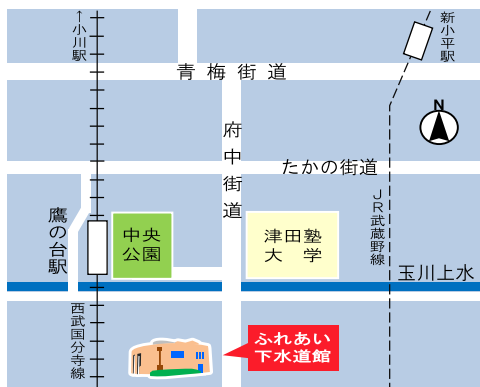 ↑小川駅
新小平駅
青梅街道
N
府中街道
たかの街道
JR武蔵野線
鷹の台駅
中央
公園
津田塾
大学
玉川上水
西武国分寺線
ふれあい
下水道館